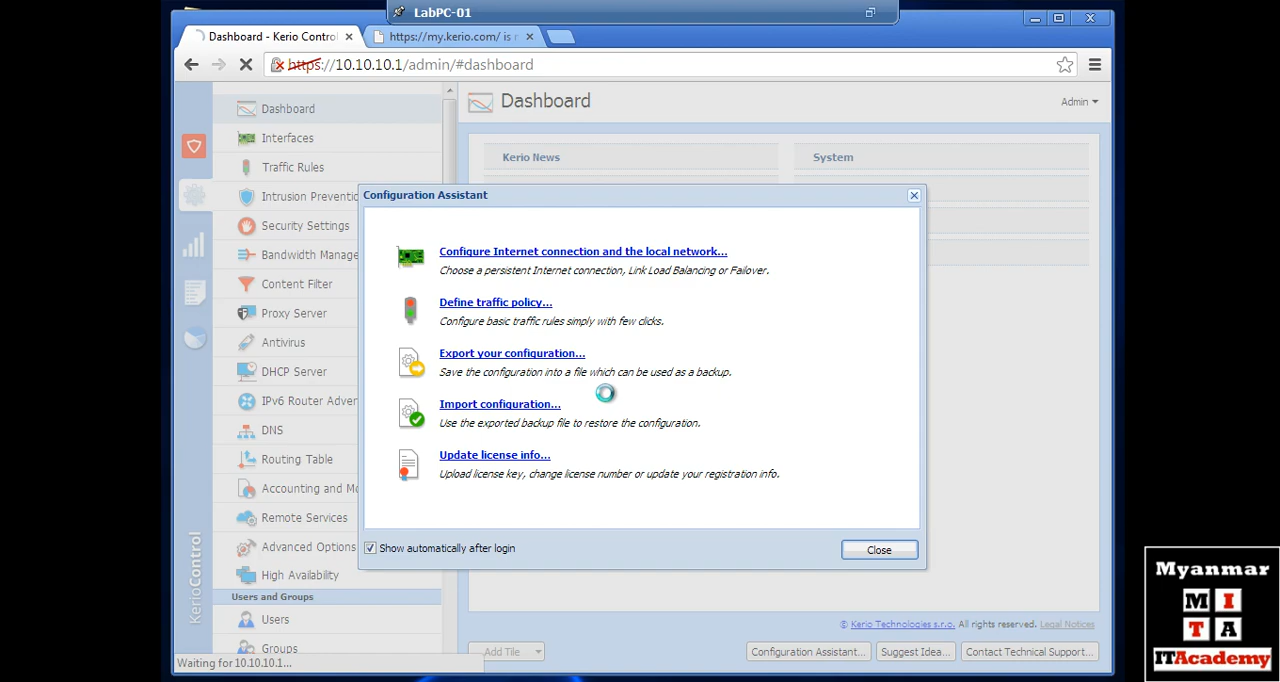 LabPC-01
Dashboard - Kerio Control
https://my.kerio.com/ is n
https://10.10.10.1/admin/#dashboard
Dashboard
Interfaces
Traffic Rules
Intrusion Preventio
Security Settings
Bandwidth Manage
Content Filter
Proxy Server
Antivirus
DHCP Server
IPv6 Router Adver
DNS
Routing Table
Accounting and Mo
Remote Services
Advanced Options
High Availability
Users and Groups
Users
Groups
KerioControl
Waiting for 10.10.10.1...
Dashboard
Admin
Kerio News
System
Configuration Assistant
Configure Internet connection and the local network...
Choose a persistent Internet connection, Link Load Balancing or Failover.
Define traffic policy...
Configure basic traffic rules simply with few clicks.
Export your configuration...
Save the configuration into a file which can be used as a backup.
Import configuration...
Use the exported backup file to restore the configuration.
Update license info...
Upload license key, change license number or update your registration info.
Show automatically after login
Close
© Kerio Technologies s.r.o. All rights reserved. Legal Notices
Add Tile
Configuration Assistant...
Suggest Idea...
Contact Technical Support...
Myanmar
M I
T A
ITAcademy